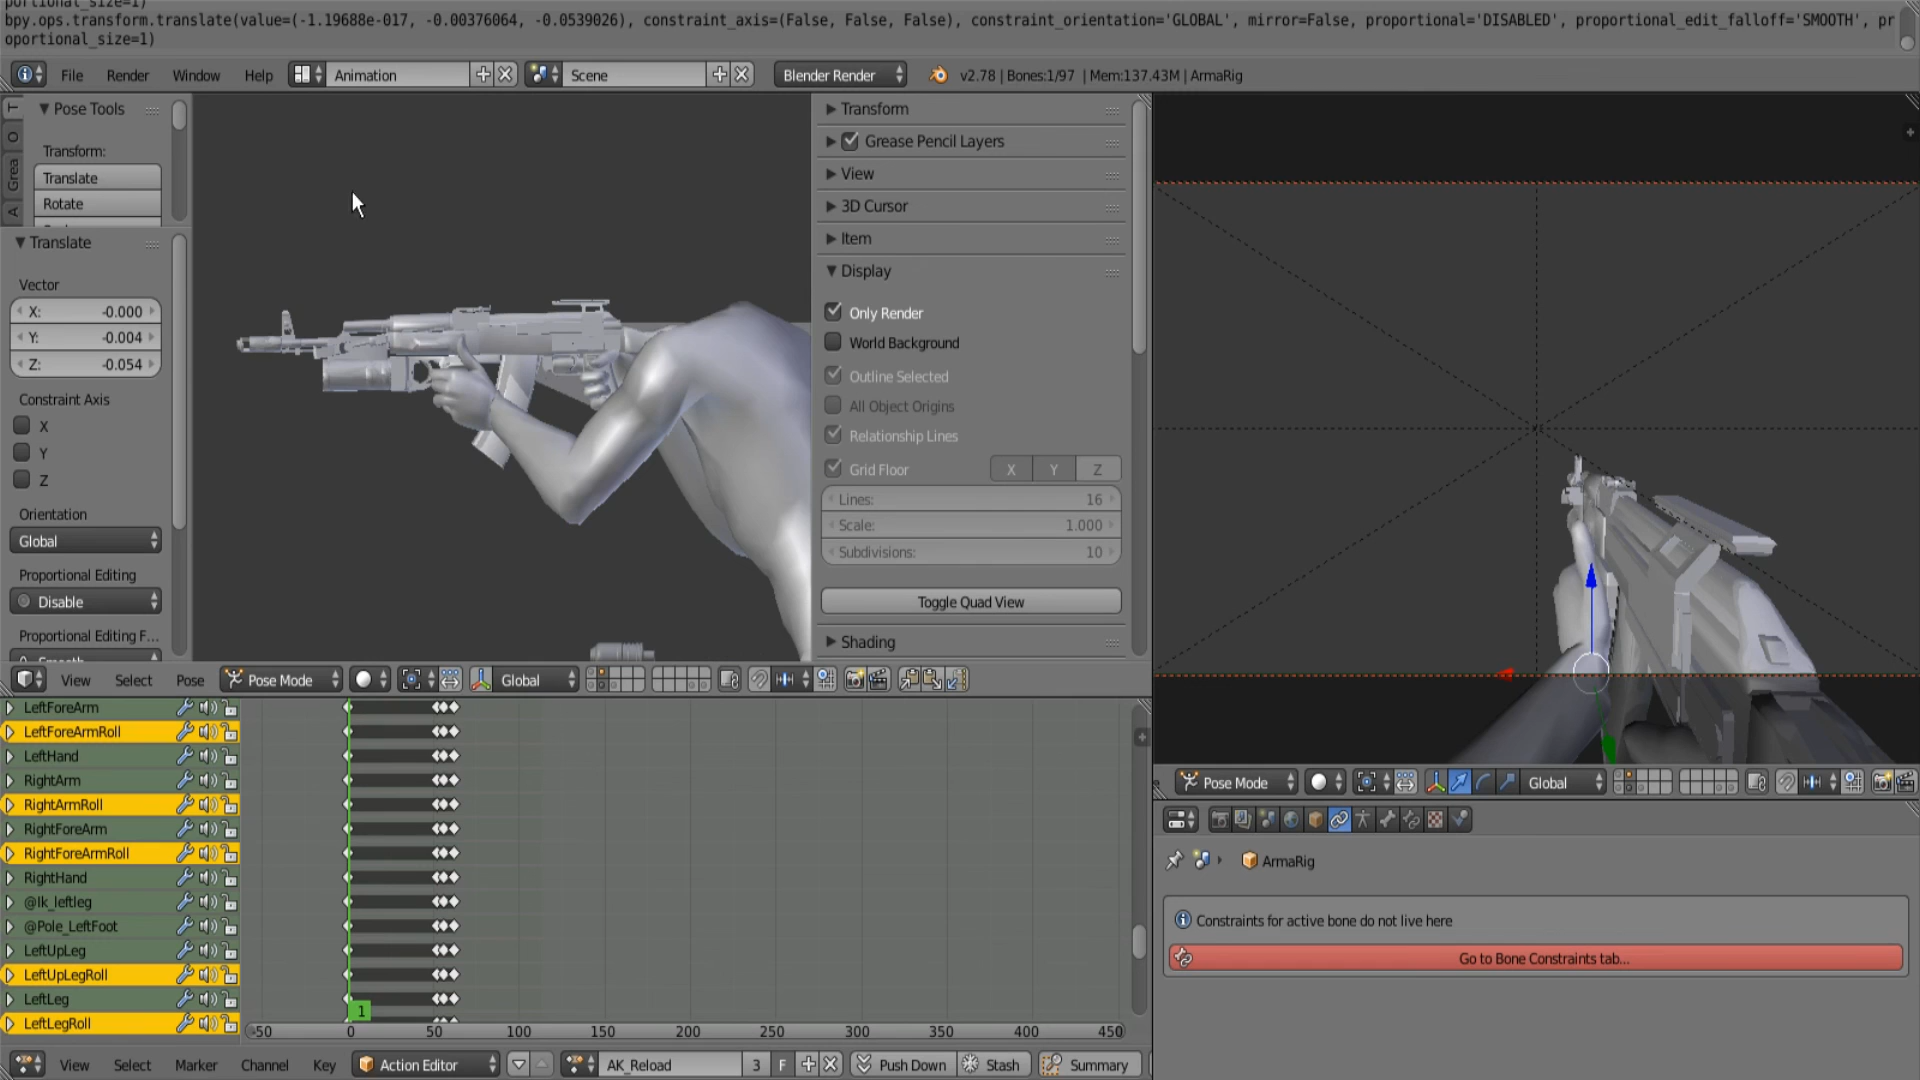 bpy.ops.transform.translate(value=(-1.19688e-017, -0.00376064, -0.0539026), constraint_axis=(False, False, False), constraint_orientation='GLOBAL', mirror=False, proportional='DISABLED', proportional_edit_falloff='SMOOTH', pr
oportional_size=1)
File Render Window Help Animation Scene Blender Render v2.78 | Bones:1/97 | Mem:137.43M | ArmaRig
Pose Tools
Transform:
Translate
Rotate
Grea
Translate
Vector
X: -0.000
Y: -0.004
Z: -0.054
Constraint Axis
X
Y
Z
Orientation
Global
Proportional Editing
Disable
Proportional Editing F...
Transform
Grease Pencil Layers
View
3D Cursor
Item
Display
Only Render
World Background
Outline Selected
All Object Origins
Relationship Lines
Grid Floor X Y Z
Lines: 16
Scale: 1.000
Subdivisions: 10
Toggle Quad View
Shading
View Select Pose Pose Mode Global
LeftForeArm
LeftForeArmRoll
LeftHand
RightArm
RightArmRoll
RightForeArm
RightForeArmRoll
RightHand
@Ik_leftleg
@Pole_LeftFoot
LeftUpLeg
LeftUpLegRoll
LeftLeg
LeftLegRoll
1
-50 0 50 100 150 200 250 300 350 400 450
View Select Marker Channel Key Action Editor AK_Reload 3 F Push Down Stash Summary
Pose Mode Global
ArmaRig
Constraints for active bone do not live here
Go to Bone Constraints tab...